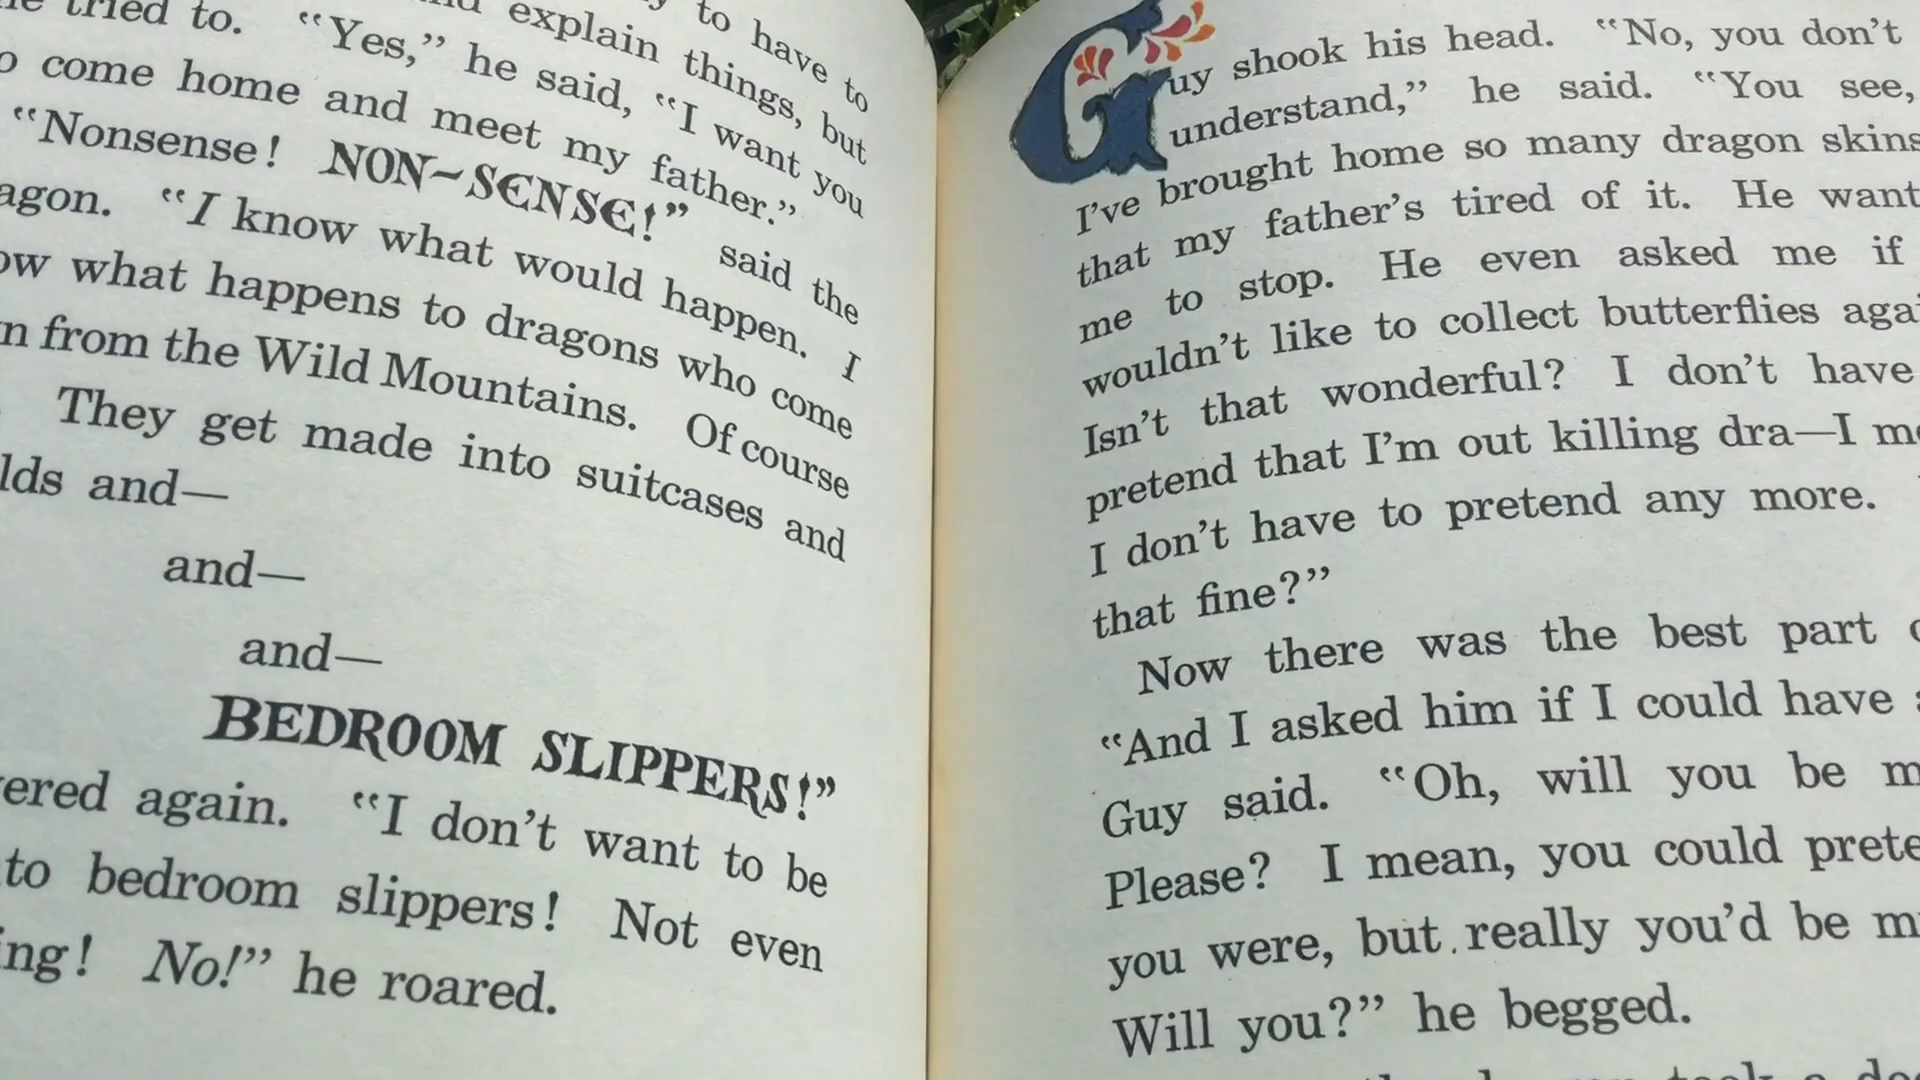 to have to
tried to. explain things, but
"Yes," he said, "I want you
come home and meet my father."
"Nonsense! NON-SENSE!" said the
"I know what would happen. I
what happens to dragons who come
from the Wild Mountains. Of course
They get made into suitcases and
and—
and—
and—
BEDROOM SLIPPERS!"
again. "I don't want to be
to bedroom slippers! Not even
No!" he roared.
Guy shook his head. "No, you don't
understand," he said. "You see,
I've brought home so many dragon skins
that my father's tired of it. He
me to stop. He even asked me if
wouldn't like to collect butterflies
Isn't that wonderful? I don't have
pretend that I'm out killing dra—I
I don't have to pretend any more.
that fine?"
Now there was the best part
"And I asked him if I could have
Guy said. "Oh, will you be
Please? I mean, you could
you were, but really you'd be
Will you?" he begged.